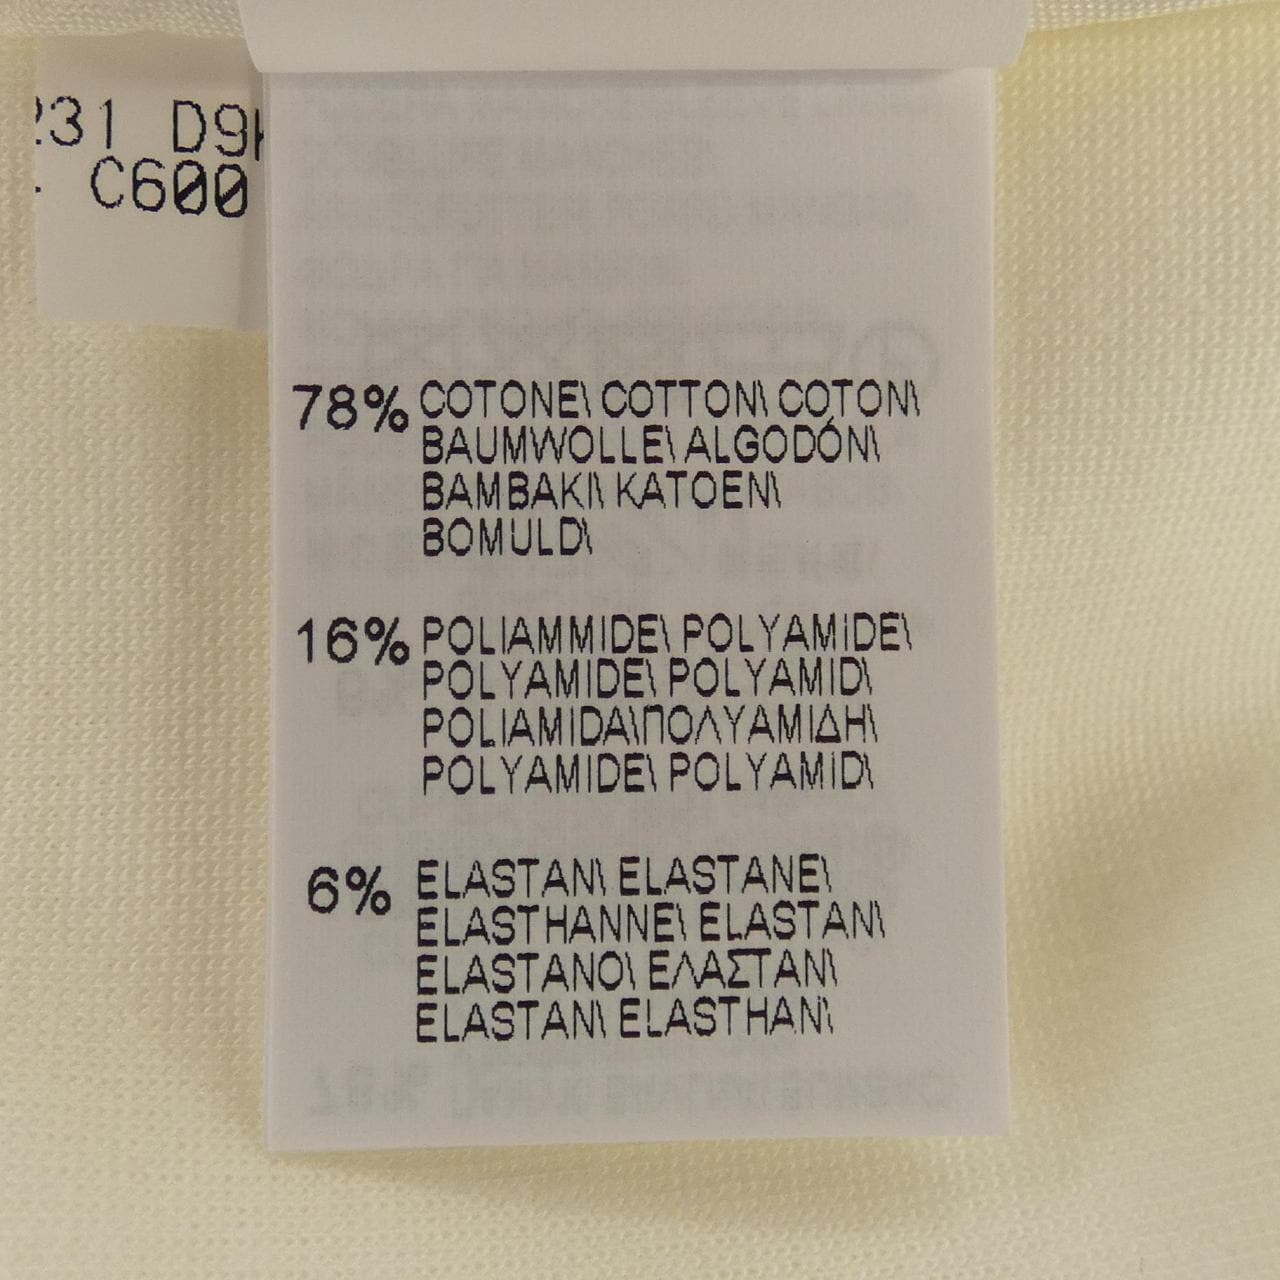 231 D9
C600
78% COTONE\ COTTON\ COTON\
BAUMWOLLE\ ALGODÓN\
BAMBAKI\ KATOEN\
BOMULD\
16% POLIAMMIDE\ POLYAMIDE\
POLYAMIDE\ POLYAMID\
POLIAMIDA\ΠΟΛΥΑΜΙΔΗ\
POLYAMIDE\ POLYAMID\
6% ELASTAN\ ELASTANE\
ELASTHANNE\ ELASTAN\
ELASTANO\ ΕΛΑΣΤΑΝ\
ELASTAN\ ELASTHAN\